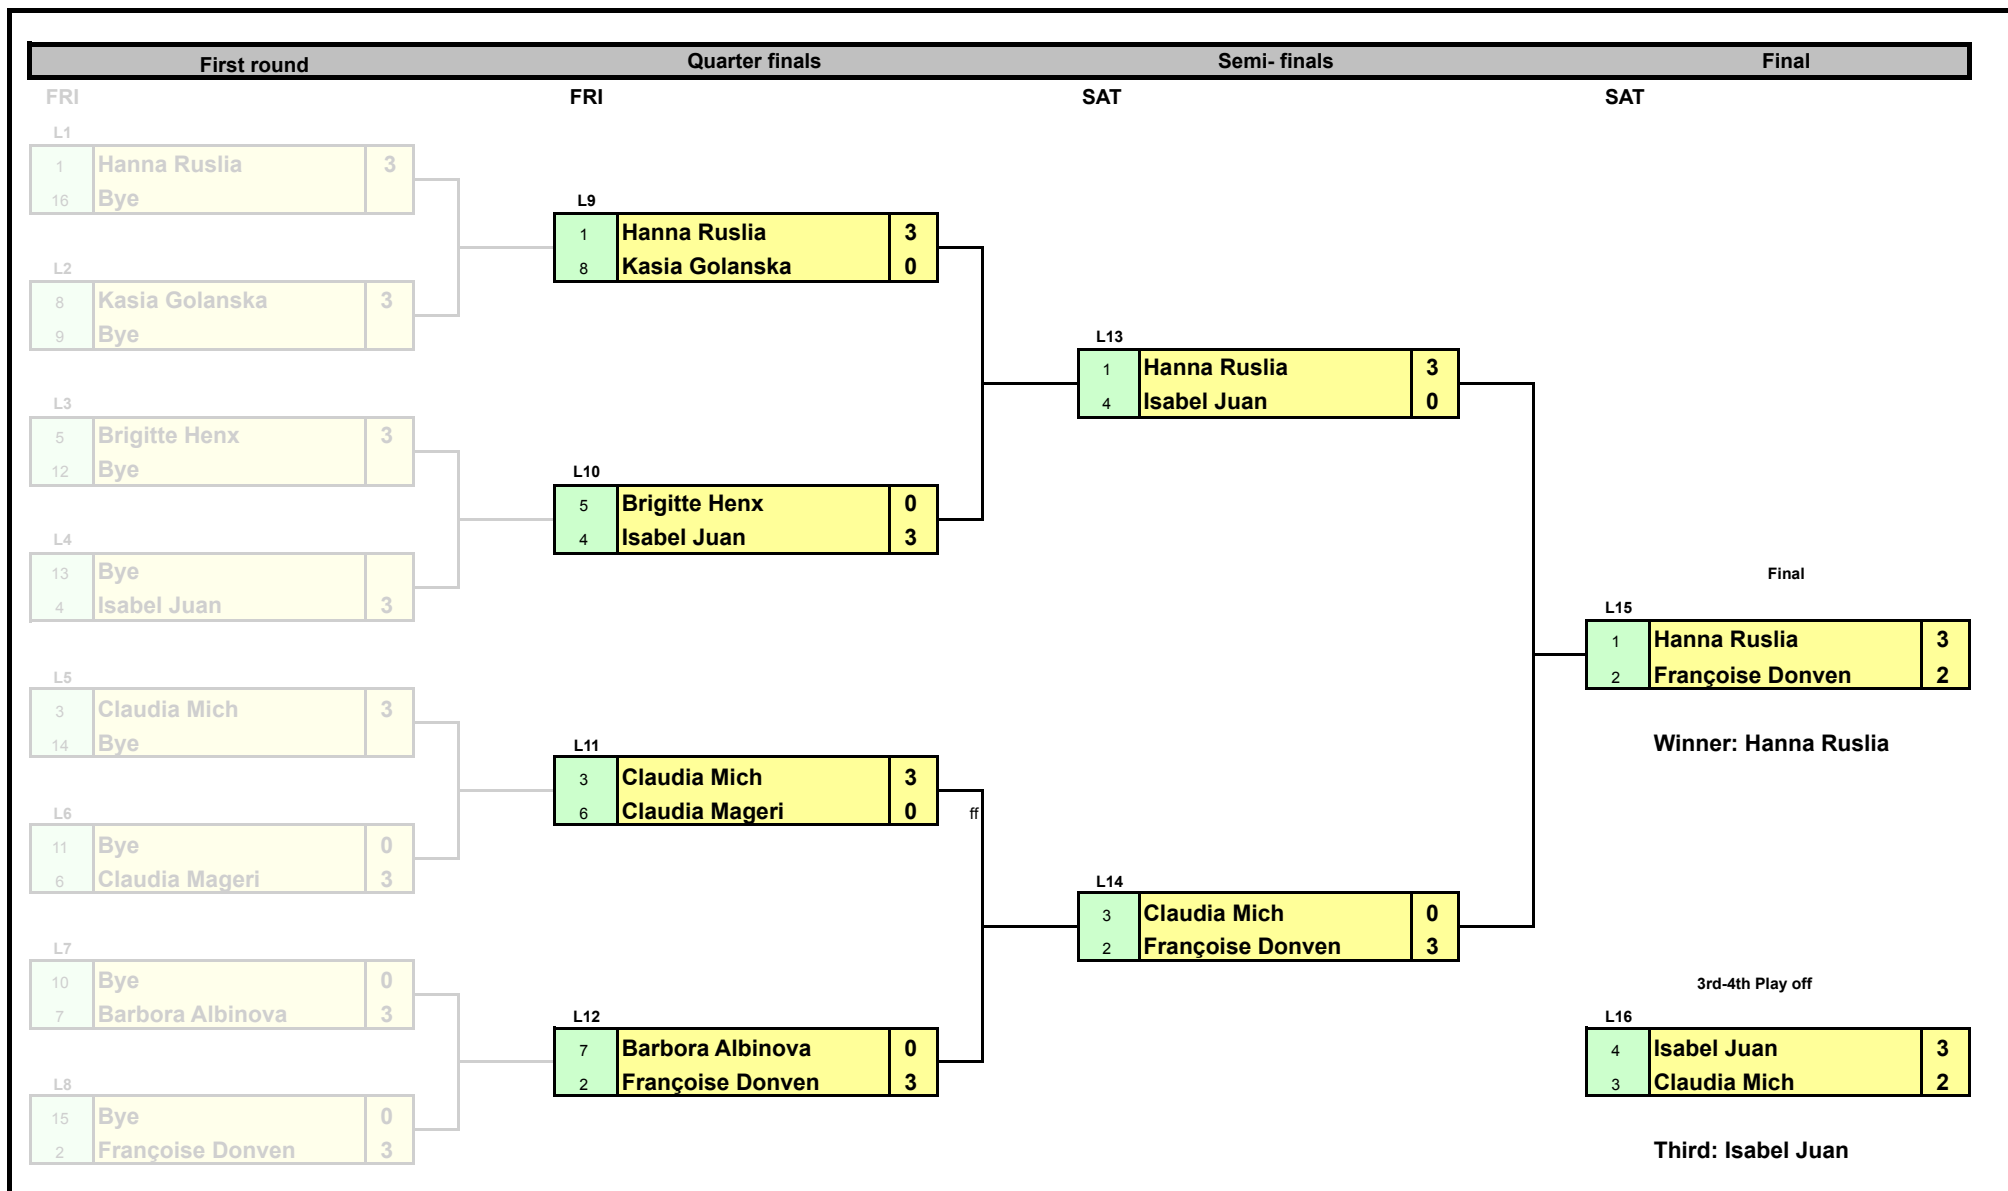 First round Quarter finals Semi- finals Final
FRI FRI SAT SAT
L1
1 Hanna Ruslia 3
16 Bye
L2
8 Kasia Golanska 3
9 Bye
L3
5 Brigitte Henx 3
12 Bye
L4
13 Bye
4 Isabel Juan 3
L5
3 Claudia Mich 3
14 Bye
L6
11 Bye 0
6 Claudia Mageri 3
L7
10 Bye 0
7 Barbora Albinova 3
L8
15 Bye 0
2 Françoise Donven 3
L9
1 Hanna Ruslia 3
8 Kasia Golanska 0
L10
5 Brigitte Henx 0
4 Isabel Juan 3
L11
3 Claudia Mich 3
6 Claudia Mageri 0 ff
L12
7 Barbora Albinova 0
2 Françoise Donven 3
L13
1 Hanna Ruslia 3
4 Isabel Juan 0
L14
3 Claudia Mich 0
2 Françoise Donven 3
Final
L15
1 Hanna Ruslia 3
2 Françoise Donven 2
Winner: Hanna Ruslia
3rd-4th Play off
L16
4 Isabel Juan 3
3 Claudia Mich 2
Third: Isabel Juan